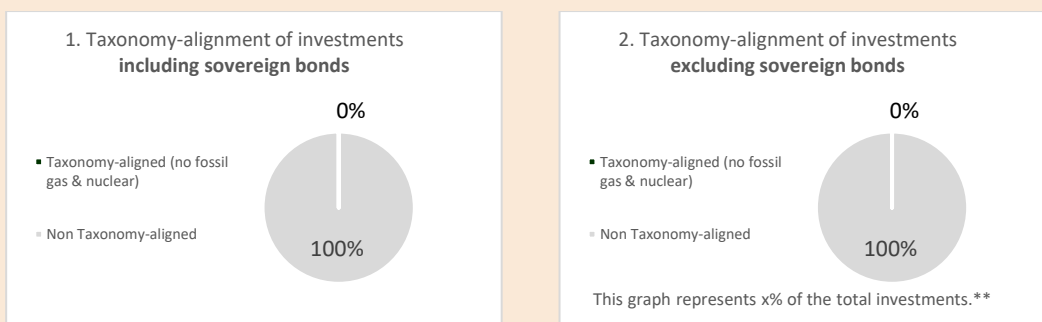 1. Taxonomy-alignment of investments
including sovereign bonds
0%
Taxonomy-aligned (no fossil
gas & nuclear)
Non Taxonomy-aligned
100%
2. Taxonomy-alignment of investments
excluding sovereign bonds
0%
Taxonomy-aligned (no fossil
gas & nuclear)
Non Taxonomy-aligned
100%
This graph represents x% of the total investments.**